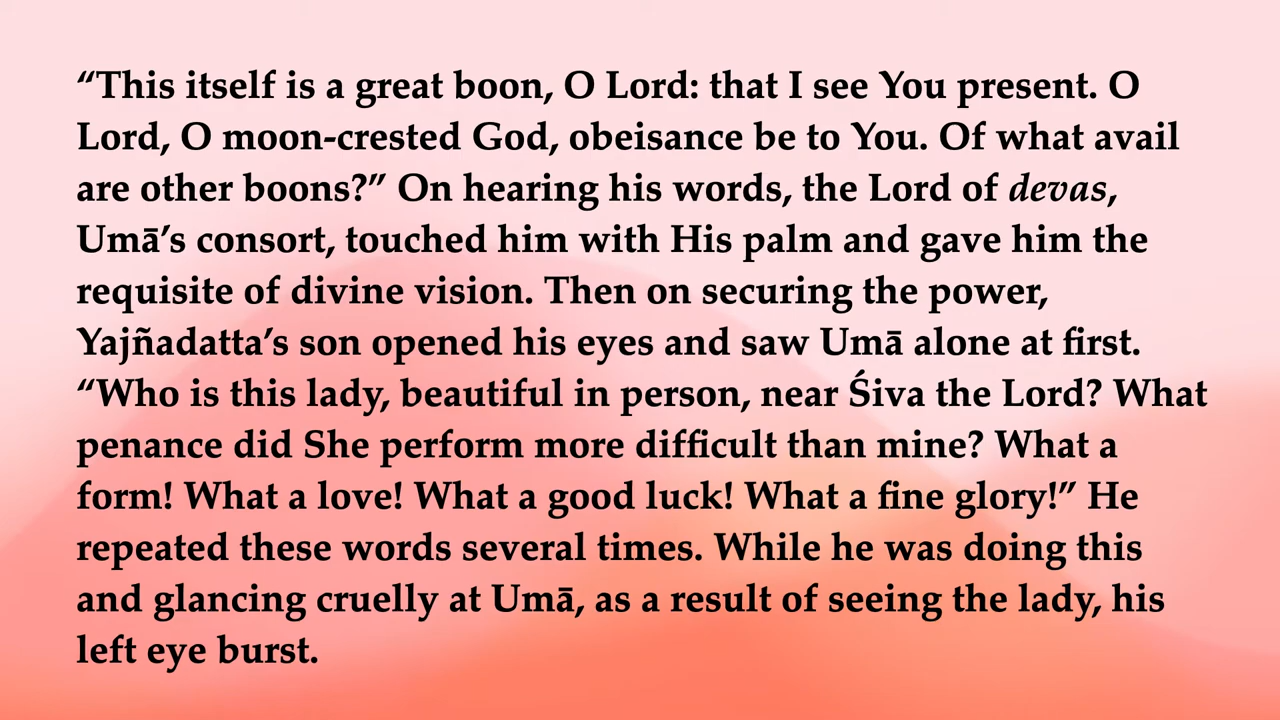 “This itself is a great boon, O Lord: that I see You present. O
Lord, O moon-crested God, obeisance be to You. Of what avail
are other boons?” On hearing his words, the Lord of devas,
Umā’s consort, touched him with His palm and gave him the
requisite of divine vision. Then on securing the power,
Yajñadatta’s son opened his eyes and saw Umā alone at first.
“Who is this lady, beautiful in person, near Śiva the Lord? What
penance did She perform more difficult than mine? What a
form! What a love! What a good luck! What a fine glory!” He
repeated these words several times. While he was doing this
and glancing cruelly at Umā, as a result of seeing the lady, his
left eye burst.